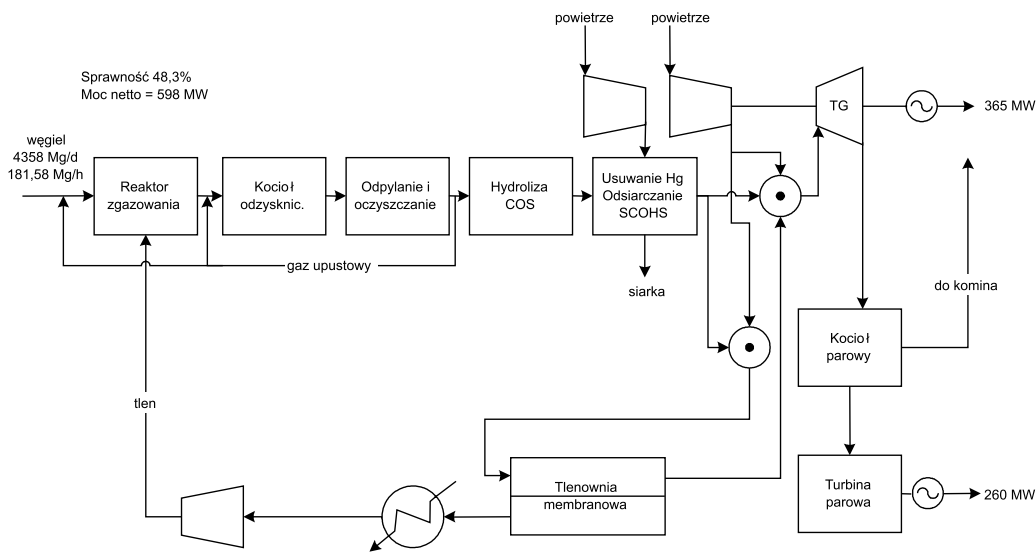 powietrze
powietrze
Sprawność 48,3%
Moc netto = 598 MW
TG
365 MW
węgiel
4358 Mg/d
181,58 Mg/h
Reaktor
zgazowania
Kocioł
odzysknic.
Odpylanie i
oczyszczanie
Hydroliza
COS
Usuwanie Hg
Odsiarczanie
SCOHS
gaz upustowy
siarka
do komina
Kocioł
parowy
tlen
Tlenownia
membranowa
Turbina
parowa
260 MW